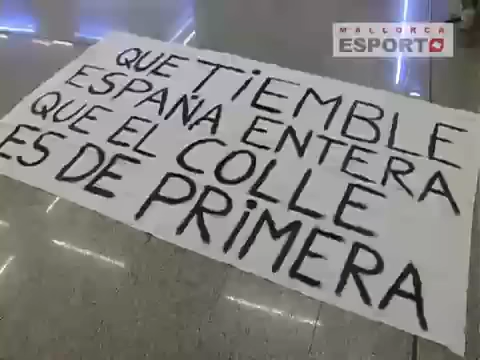 MALLORCA
ESPORT
QUE TiEMBLE
ESPAÑA ENTERA
QUE EL COLLE
ES DE PRiMERA